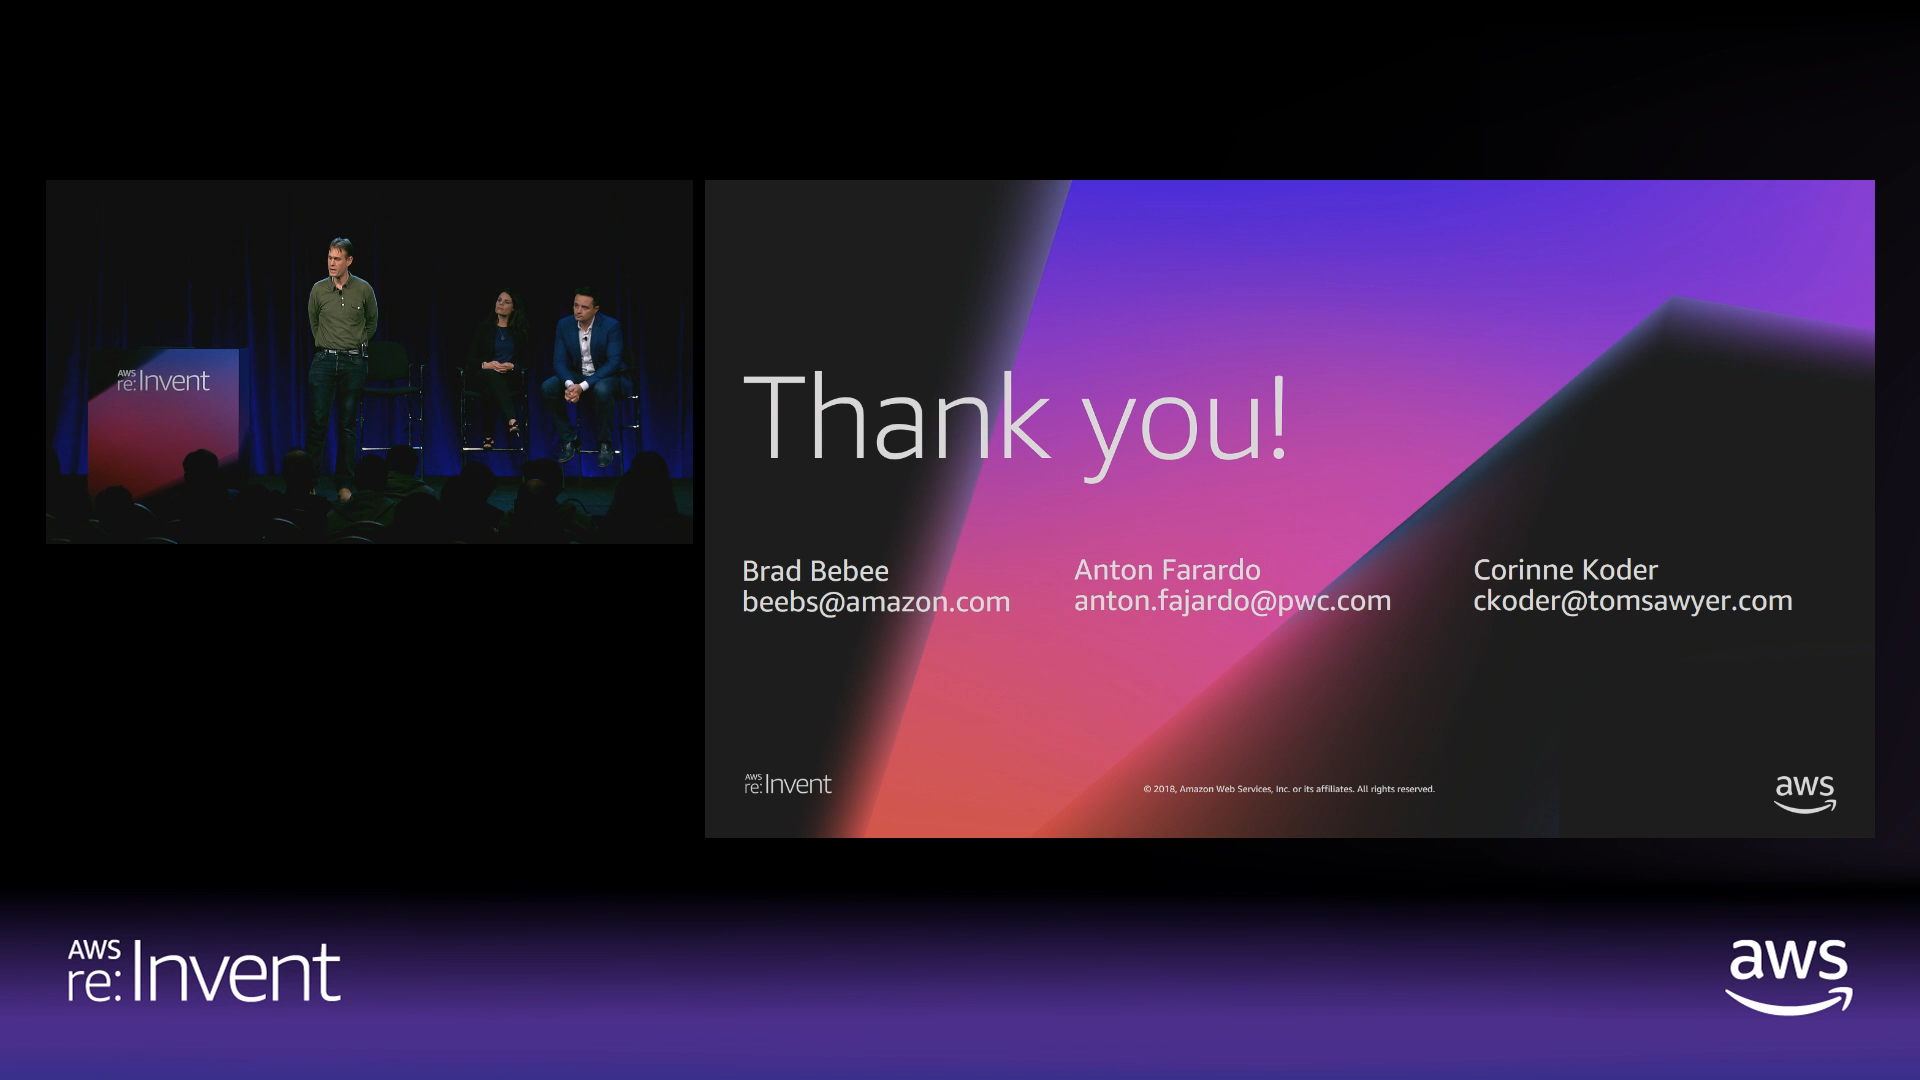 AWS
re:Invent
Thank you!
Brad Bebee
beebs@amazon.com
Anton Farardo
anton.fajardo@pwc.com
Corinne Koder
ckoder@tomsawyer.com
AWS
re:Invent
© 2018, Amazon Web Services, Inc. or its affiliates. All rights reserved.
aws
AWS
re:Invent
aws